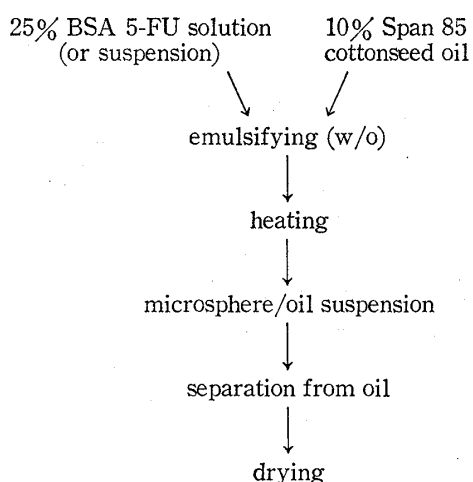 25% BSA 5-FU solution
(or suspension)
10% Span 85
cottonseed oil
emulsifying (w/o)
heating
microsphere/oil suspension
separation from oil
drying